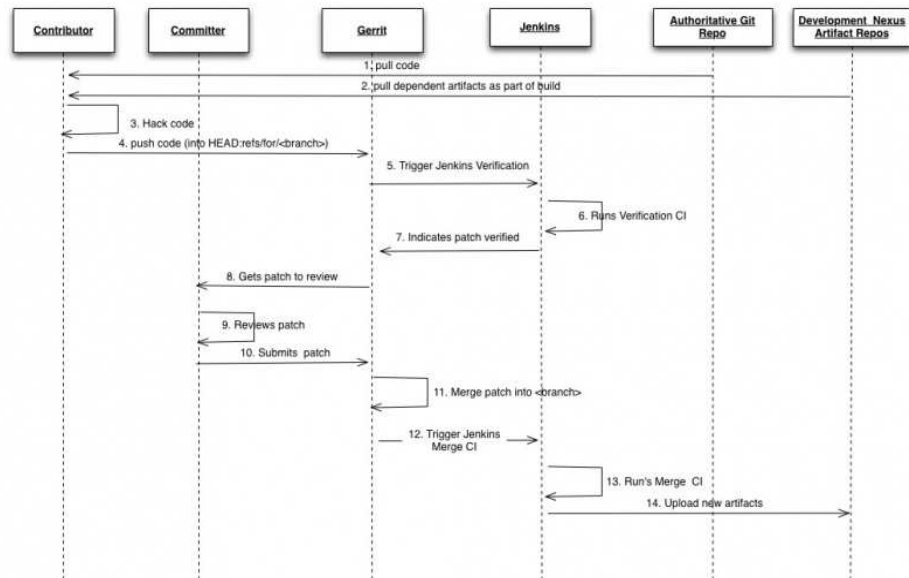 Contributor
Committer
Gerrit
Jenkins
Authoritative Git
Repo
Development Nexus
Artifact Repos
1. pull code
2. pull dependent artifacts as part of build
3. Hack code
4. push code (into HEAD:refs/for/<branch>)
5. Trigger Jenkins Verification
6. Runs Verification CI
7. Indicates patch verified
8. Gets patch to review
9. Reviews patch
10. Submits patch
11. Merge patch into <branch>
12. Trigger Jenkins
Merge CI
13. Run's Merge CI
14. Upload new artifacts